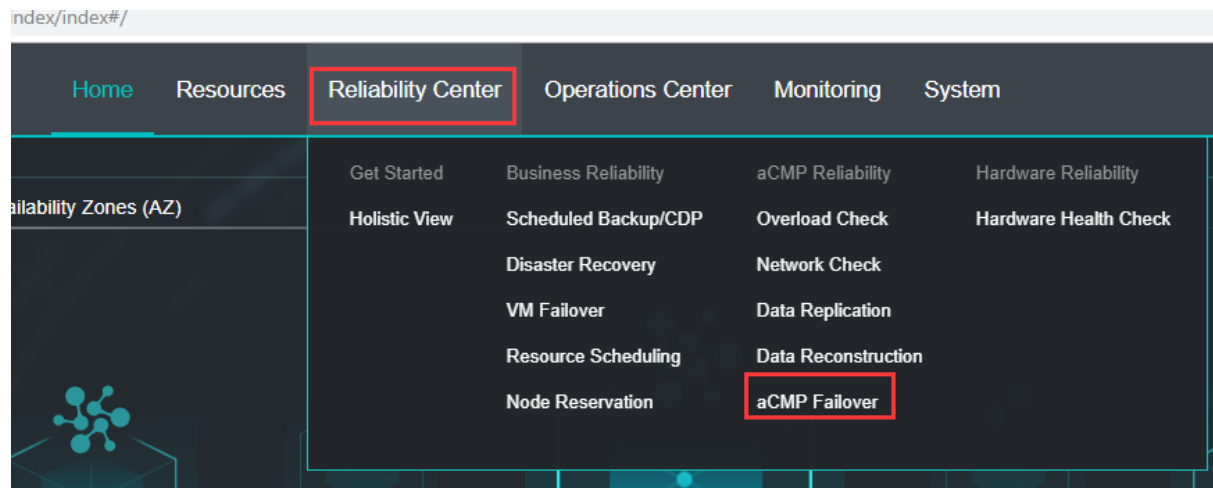 index/index#/
Home Resources Reliability Center Operations Center Monitoring System
ailability Zones (AZ)
Get Started
Holistic View
Business Reliability
Scheduled Backup/CDP
Disaster Recovery
VM Failover
Resource Scheduling
Node Reservation
aCMP Reliability
Overload Check
Network Check
Data Replication
Data Reconstruction
aCMP Failover
Hardware Reliability
Hardware Health Check